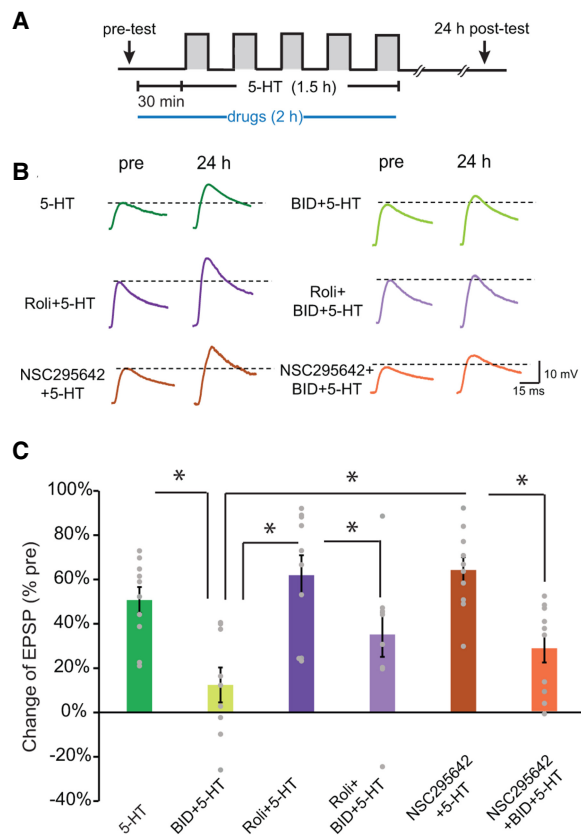 A
pre-test
24 h post-test
30 min
5-HT (1.5 h)
drugs (2 h)
B
pre
24 h
pre
24 h
5-HT
BID+5-HT
Roli+5-HT
Roli+
BID+5-HT
NSC295642
+5-HT
NSC295642+
BID+5-HT
10 mV
15 ms
C
Change of EPSP (% pre)
100%
80%
60%
40%
20%
0%
-20%
-40%
*
*
*
*
*
5-HT
BID+5-HT
Roli+5-HT
Roli+
BID+5-HT
NSC295642
+5-HT
NSC295642
+BID+5-HT